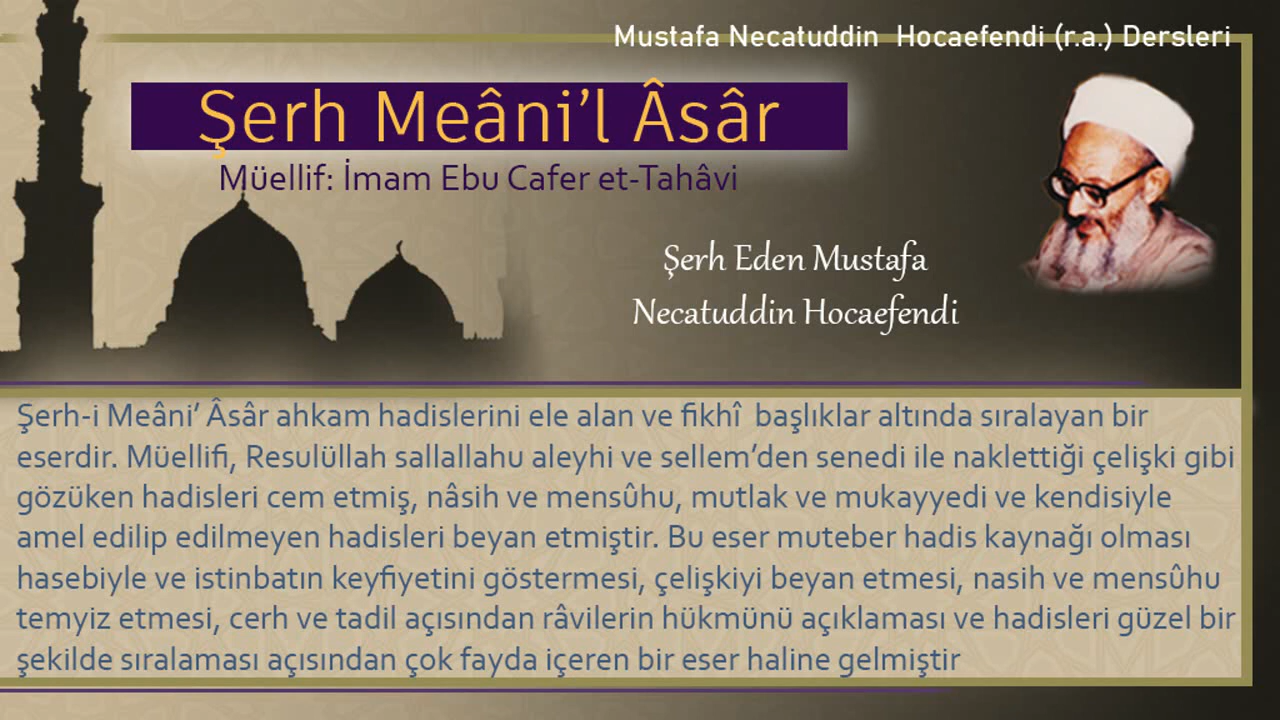 Mustafa Necatuddin Hocaefendi (r.a.) Dersleri
Şerh Meâni’l Âsâr
Müellif: İmam Ebu Cafer et-Tahâvi
Şerh Eden Mustafa
Necatuddin Hocaefendi
Şerh-i Meâni’ Âsâr ahkam hadislerini ele alan ve fikhî başlıklar altında sıralayan bir
eserdir. Müellifi, Resulüllah sallallahu aleyhi ve sellem’den senedi ile naklettiği çelişki gibi
gözüken hadisleri cem etmiş, nâsih ve mensûhu, mutlak ve mukayyedi ve kendisiyle
amel edilip edilmeyen hadisleri beyan etmiştir. Bu eser muteber hadis kaynağı olması
hasebiyle ve istinbatın keyfiyetini göstermesi, çelişkiyi beyan etmesi, nasih ve mensûhu
temyiz etmesi, cerh ve tadil açısından râvilerin hükmünü açıklaması ve hadisleri güzel bir
şekilde sıralaması açısından çok fayda içeren bir eser haline gelmiştir